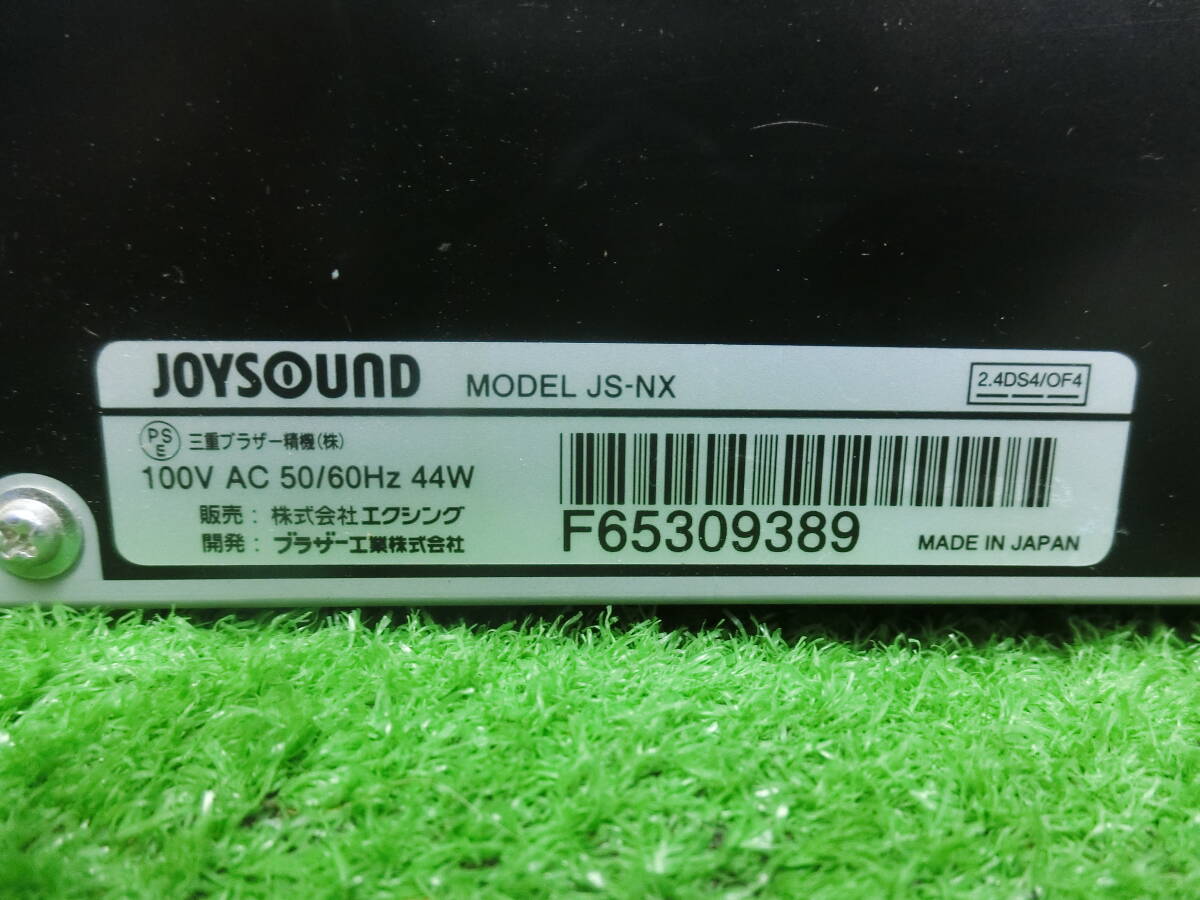 JOYSOUND MODEL JS-NX 2.4DS4/OF4
PSE 三重ブラザー精機(株)
100V AC 50/60Hz 44W
販売: 株式会社エクシング
開発: ブラザー工業株式会社
F65309389
MADE IN JAPAN